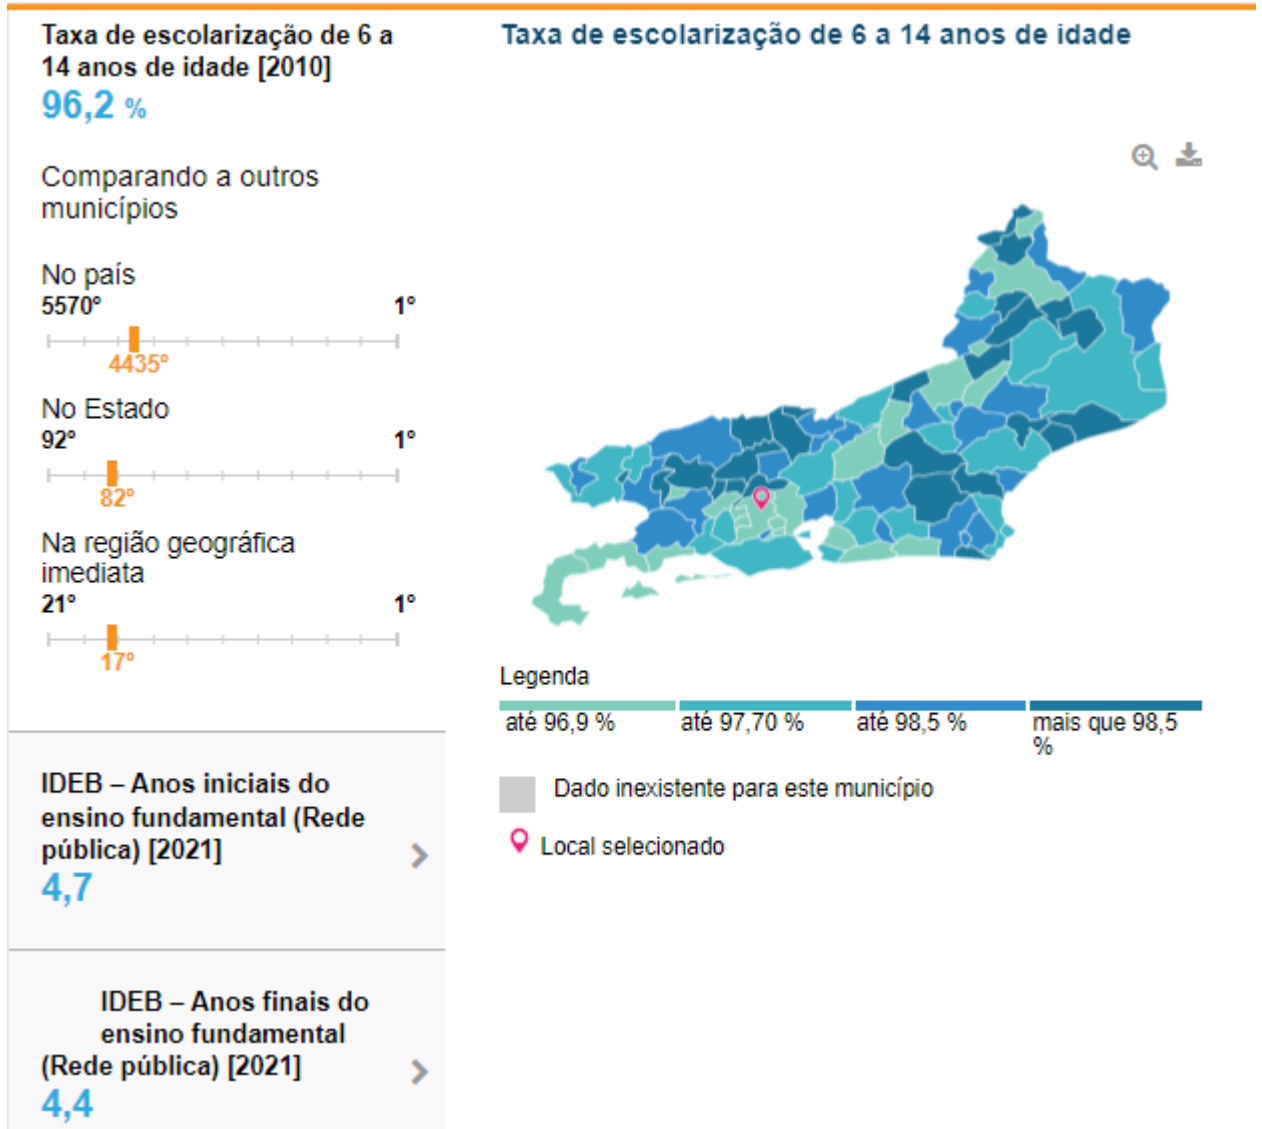 Taxa de escolarização de 6 a
14 anos de idade [2010]
96,2 %
Comparando a outros
municípios
No país
5570° 1°
4435°
No Estado
92° 1°
82°
Na região geográfica
imediata
21° 1°
17°
IDEB – Anos iniciais do
ensino fundamental (Rede
pública) [2021]
4,7
IDEB – Anos finais do
ensino fundamental
(Rede pública) [2021]
4,4
Taxa de escolarização de 6 a 14 anos de idade
Legenda
até 96,9 % até 97,70 % até 98,5 % mais que 98,5
%
Dado inexistente para este município
Local selecionado